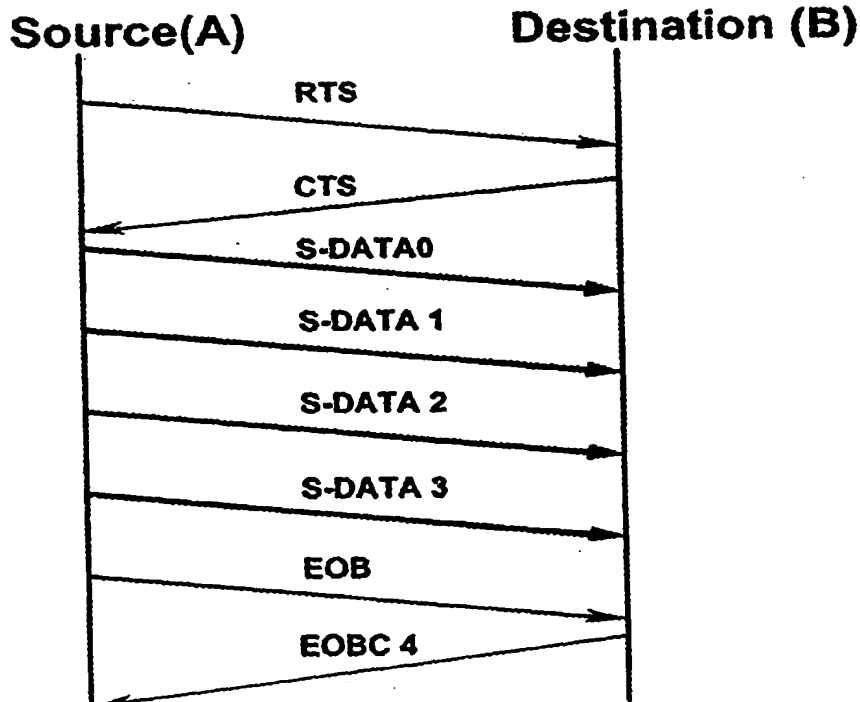 Source(A)
Destination (B)
RTS
CTS
S-DATA0
S-DATA 1
S-DATA 2
S-DATA 3
EOB
EOBC 4